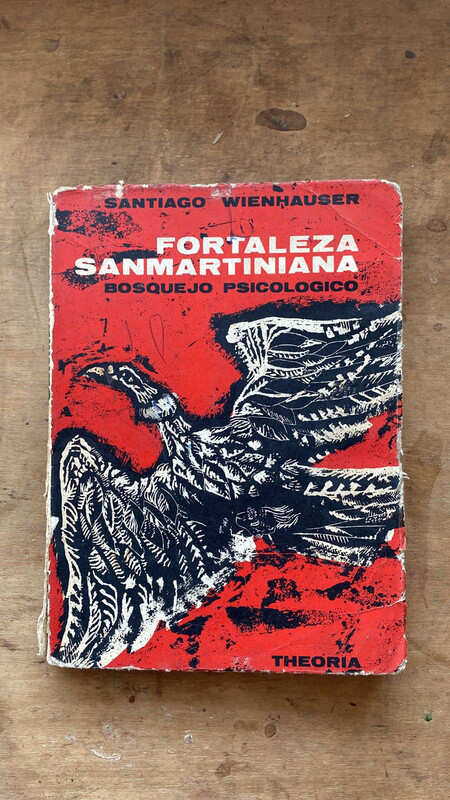 SANTIAGO WIENHAUSER
FORTALEZA
SANMARTINIANA
BOSQUEJO PSICOLOGICO
THEORIA